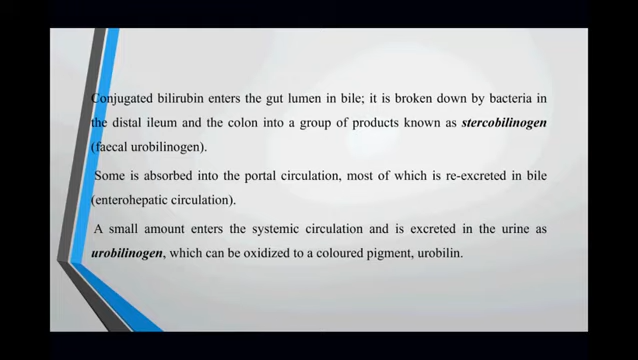 Conjugated bilirubin enters the gut lumen in bile; it is broken down by bacteria in
the distal ileum and the colon into a group of products known as stercobilinogen
(faecal urobilinogen).
Some is absorbed into the portal circulation, most of which is re-excreted in bile
(enterohepatic circulation).
A small amount enters the systemic circulation and is excreted in the urine as
urobilinogen, which can be oxidized to a coloured pigment, urobilin.